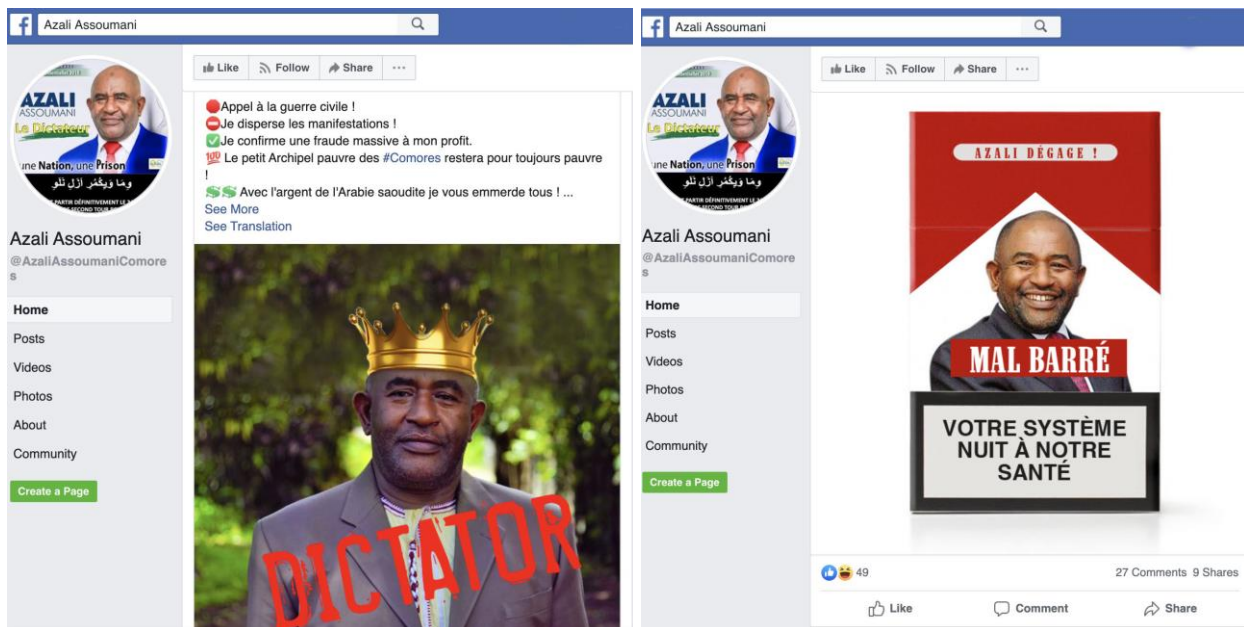 Azali Assoumani
AZALI
ASSOUMANI
Le Dictateur
une Nation, une Prison
Azali Assoumani
@AzaliAssoumaniComore
s
Home
Posts
Videos
Photos
About
Community
Create a Page
Like Follow Share ...
Appel à la guerre civile !
Je disperse les manifestations !
Je confirme une fraude massive à mon profit.
💯 Le petit Archipel pauvre des #Comores restera pour toujours pauvre
!
Avec l'argent de l'Arabie saoudite je vous emmerde tous ! ...
See More
See Translation
DICTATOR
Azali Assoumani
AZALI
ASSOUMANI
Le Dictateur
une Nation, une Prison
Azali Assoumani
@AzaliAssoumaniComore
s
Home
Posts
Videos
Photos
About
Community
Create a Page
Like Follow Share ...
AZALI DÉGAGE !
MAL BARRÉ
VOTRE SYSTÈME
NUIT À NOTRE
SANTÉ
49 27 Comments 9 Shares
Like Comment Share